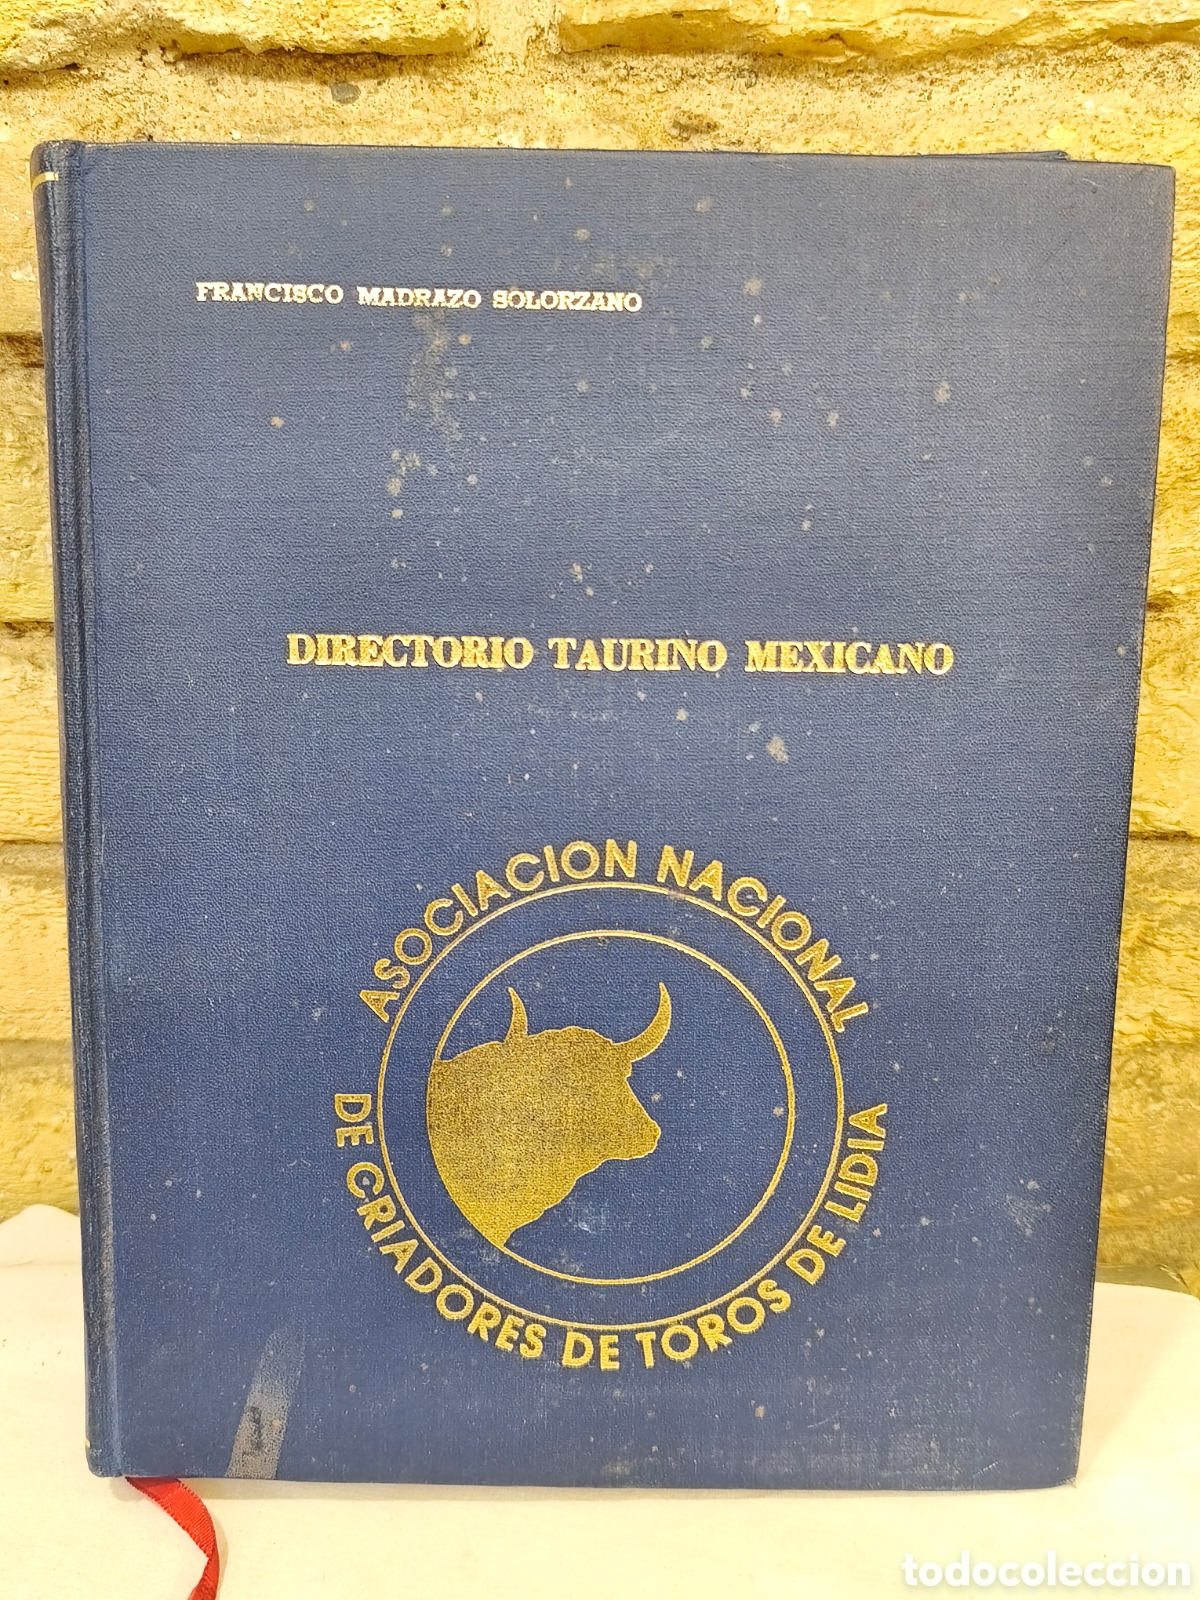 FRANCISCO MADRAZO SOLORZANO
DIRECTORIO TAURINO MEXICANO
ASOCIACION NACIONAL
DE CRIADORES DE TOROS DE LIDIA
todocoleccion